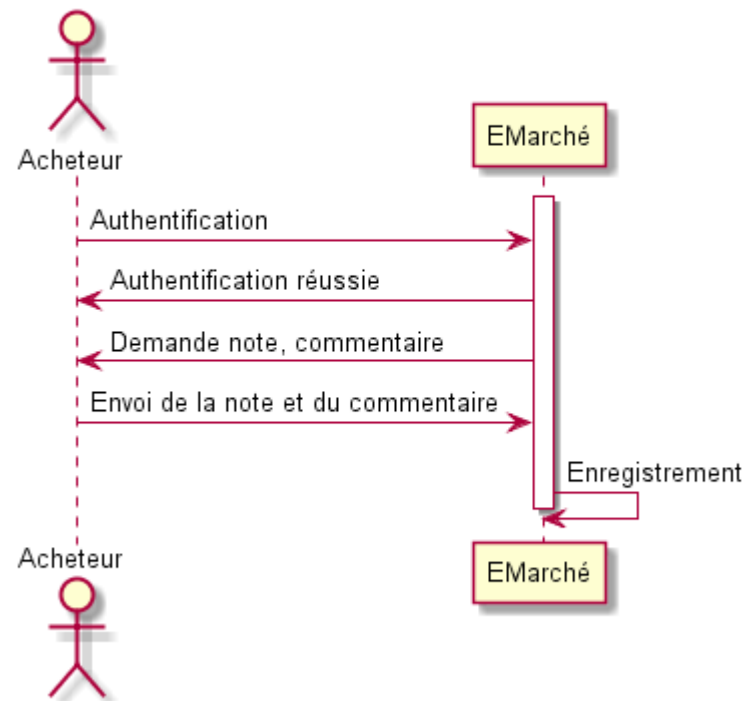 Acheteur
EMarché
Authentification
Authentification réussie
Demande note, commentaire
Envoi de la note et du commentaire
Enregistrement
Acheteur
EMarché